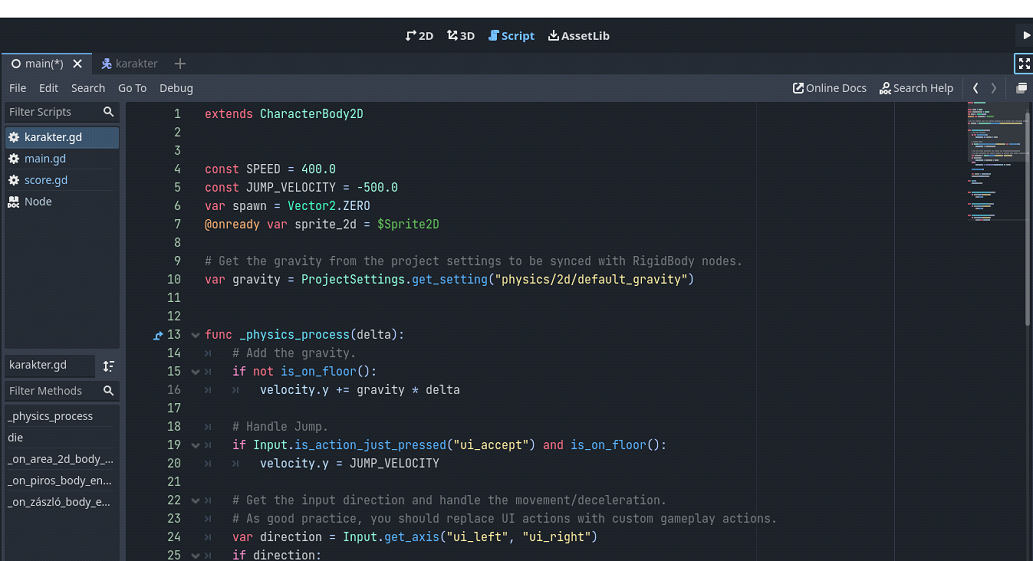 2D 3D Script AssetLib
main(*) karakter
File Edit Search Go To Debug Online Docs Search Help
Filter Scripts
karakter.gd
main.gd
score.gd
Node
karakter.gd
Filter Methods
_physics_process
die
_on_area_2d_body_...
_on_piros_body_en...
_on_zászló_body_e...
1 extends CharacterBody2D
2
3
4 const SPEED = 400.0
5 const JUMP_VELOCITY = -500.0
6 var spawn = Vector2.ZERO
7 @onready var sprite_2d = $Sprite2D
8
9 # Get the gravity from the project settings to be synced with RigidBody nodes.
10 var gravity = ProjectSettings.get_setting("physics/2d/default_gravity")
11
12
13 func _physics_process(delta):
14 # Add the gravity.
15 if not is_on_floor():
16 velocity.y += gravity * delta
17
18 # Handle Jump.
19 if Input.is_action_just_pressed("ui_accept") and is_on_floor():
20 velocity.y = JUMP_VELOCITY
21
22 # Get the input direction and handle the movement/deceleration.
23 # As good practice, you should replace UI actions with custom gameplay actions.
24 var direction = Input.get_axis("ui_left", "ui_right")
25 if direction: